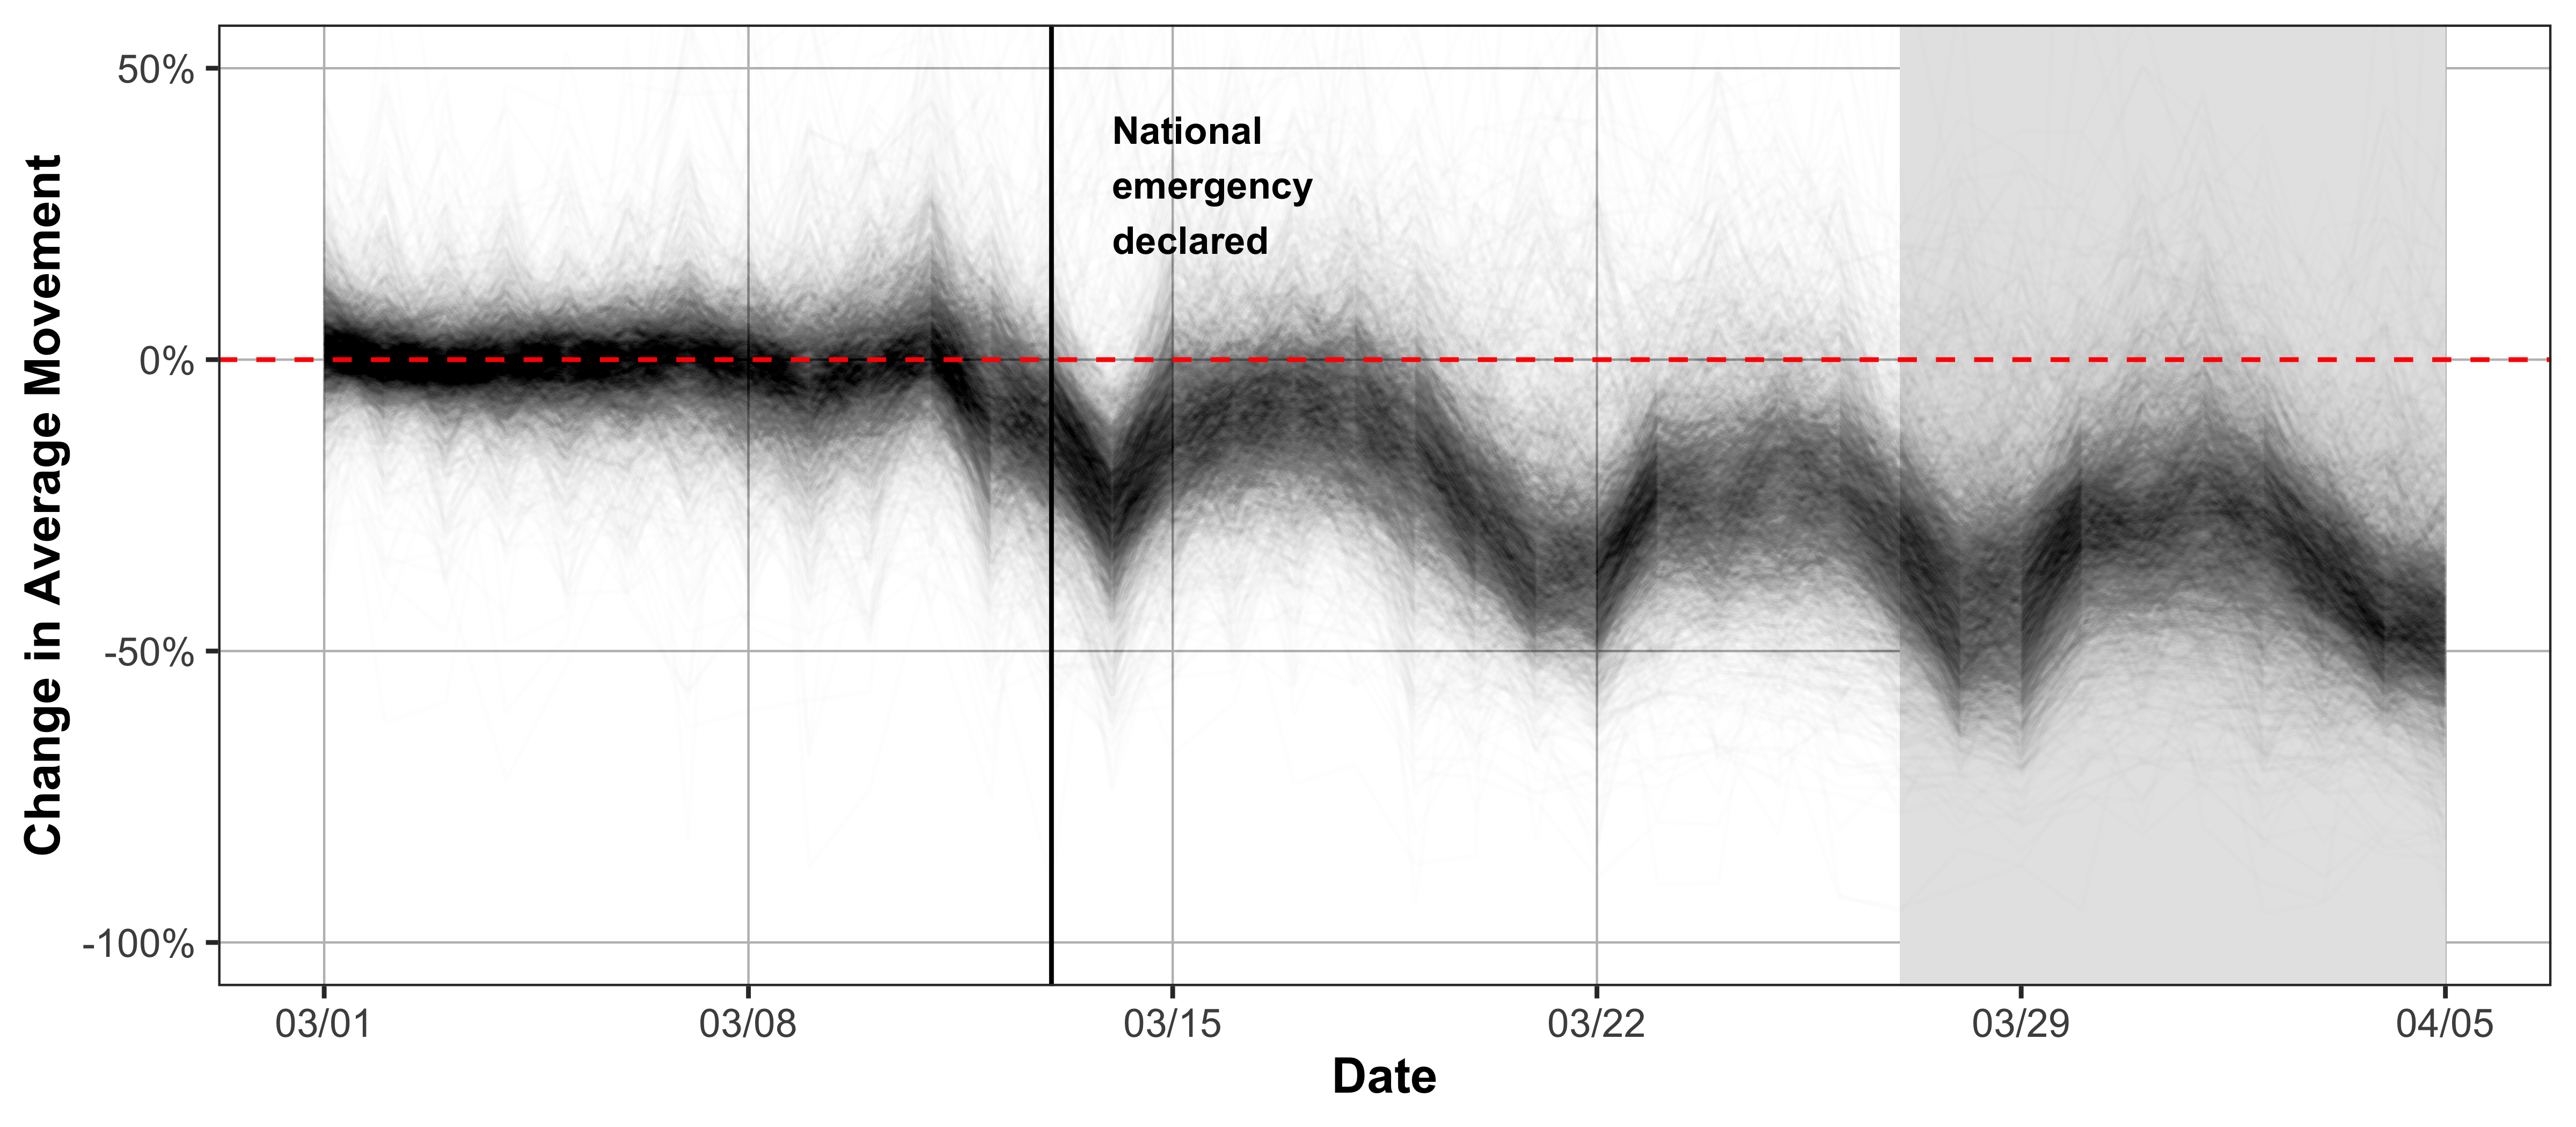 Change in Average Movement
50%
0%
-50%
-100%
National
emergency
declared
03/01
03/08
03/15
03/22
03/29
04/05
Date